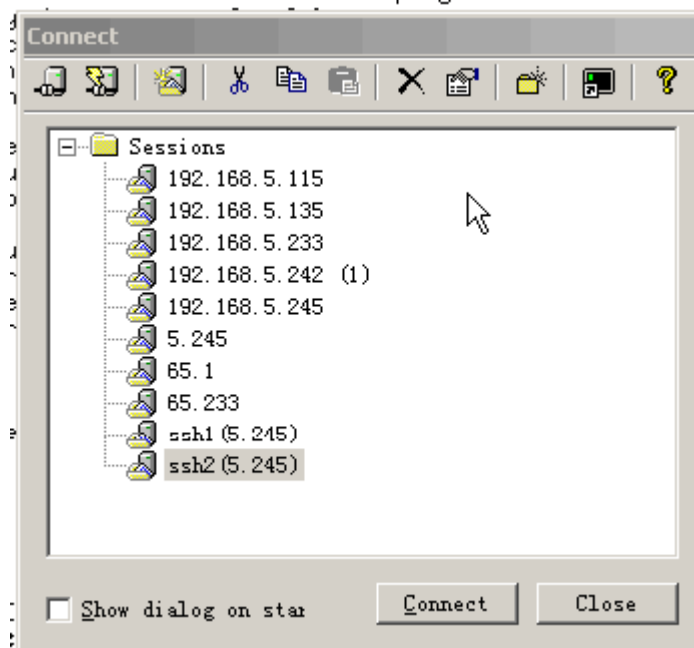 Connect
Sessions
192.168.5.115
192.168.5.135
192.168.5.233
192.168.5.242 (1)
192.168.5.245
5.245
65.1
65.233
ssh1(5.245)
ssh2(5.245)
Show dialog on star
Connect
Close